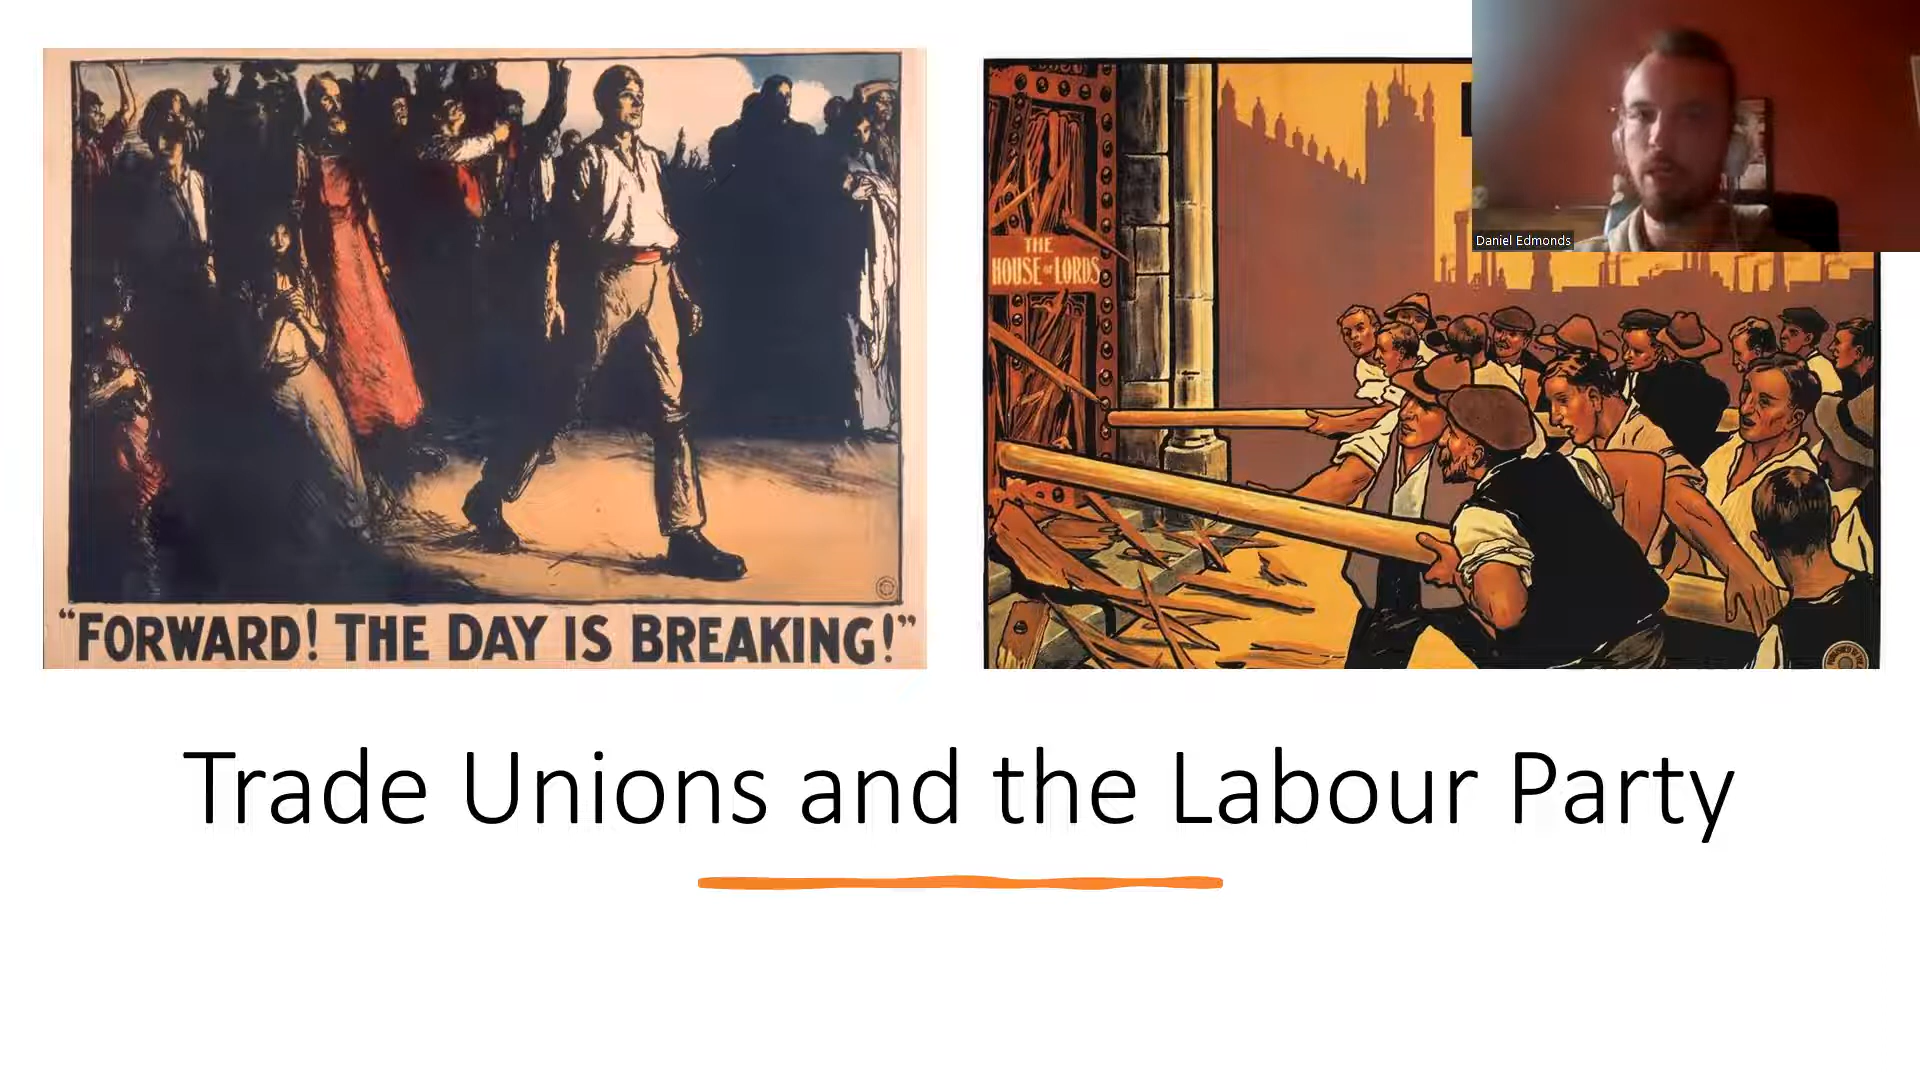 "FORWARD! THE DAY IS BREAKING!"
THE
HOUSE OF LORDS
Daniel Edmonds
Trade Unions and the Labour Party